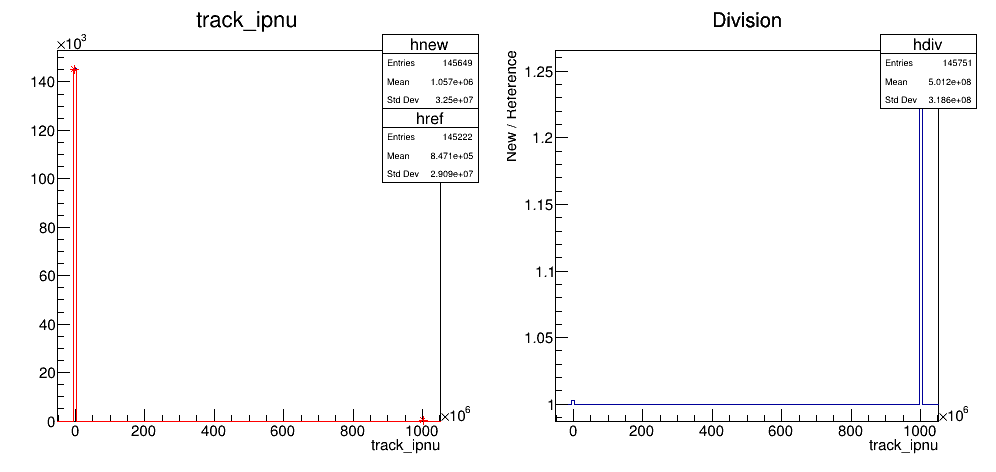 track_ipnu
×10³
hnew
Entries 145649
Mean 1.057e+06
Std Dev 3.25e+07
href
Entries 145222
Mean 8.471e+05
Std Dev 2.909e+07
140
120
100
80
60
40
20
0
0 200 400 600 800 1000
×10⁶
track_ipnu
Division
hdiv
Entries 145751
Mean 5.012e+08
Std Dev 3.186e+08
New / Reference
1.25
1.2
1.15
1.1
1.05
1
0 200 400 600 800 1000
×10⁶
track_ipnu